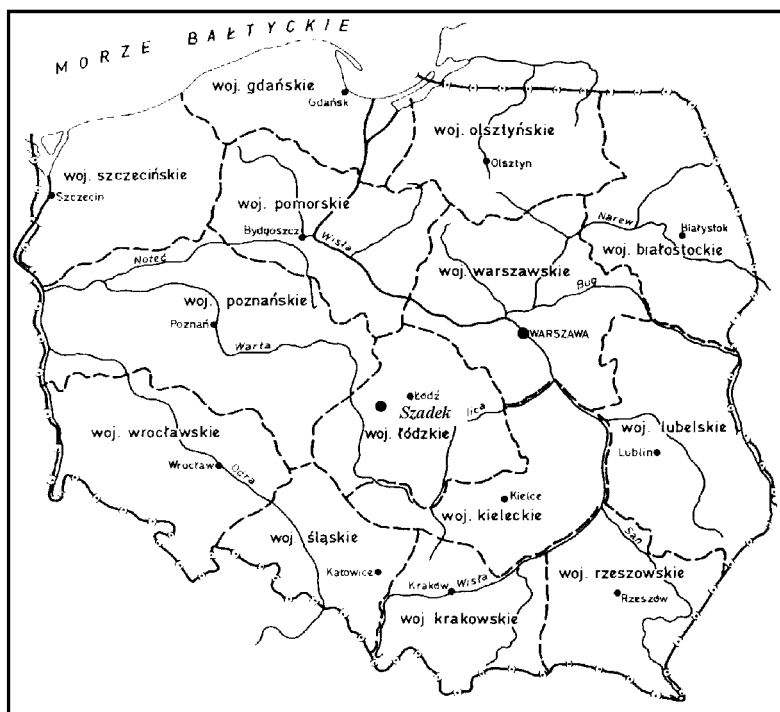 MORZE BAŁTYCKIE
woj. gdańskie
Gdańsk
woj. olsztyńskie
Olsztyn
woj. szczecińskie
Szczecin
woj. pomorskie
Bydgoszcz
Wisła
Narew
Białystok
woj. białostockie
Noteć
woj. warszawskie
Bug
woj. poznańskie
Poznań
WARSZAWA
Warta
Łódź
Szadek
lica
woj. łódzkie
woj. wrocławskie
Wrocław
Odra
woj. lubelskie
Lublin
Kielce
woj. kieleckie
woj. śląskie
San
Katowice
Kraków
Wisła
woj. rzeszowskie
Rzeszów
woj. krakowskie